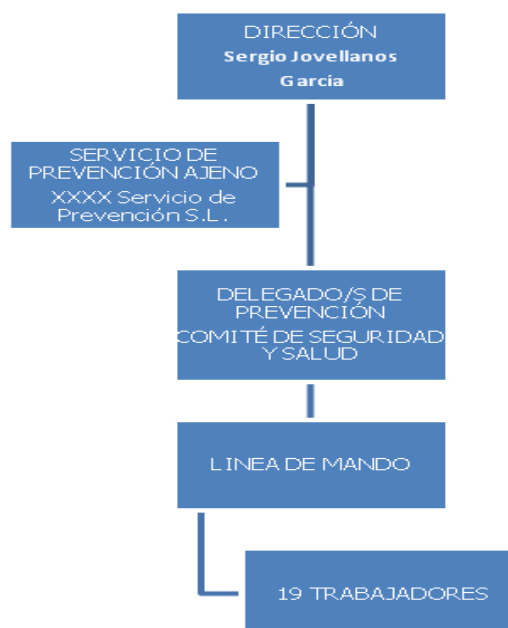 DIRECCIÓN
Sergio Jovellanos
García
SERVICIO DE
PREVENCIÓN AJENO
XXXX Servicio de
Prevención S.L.
DELEGADO/S DE
PREVENCIÓN
COMITÉ DE SEGURIDAD
Y SALUD
LINEA DE MANDO
19 TRABAJADORES